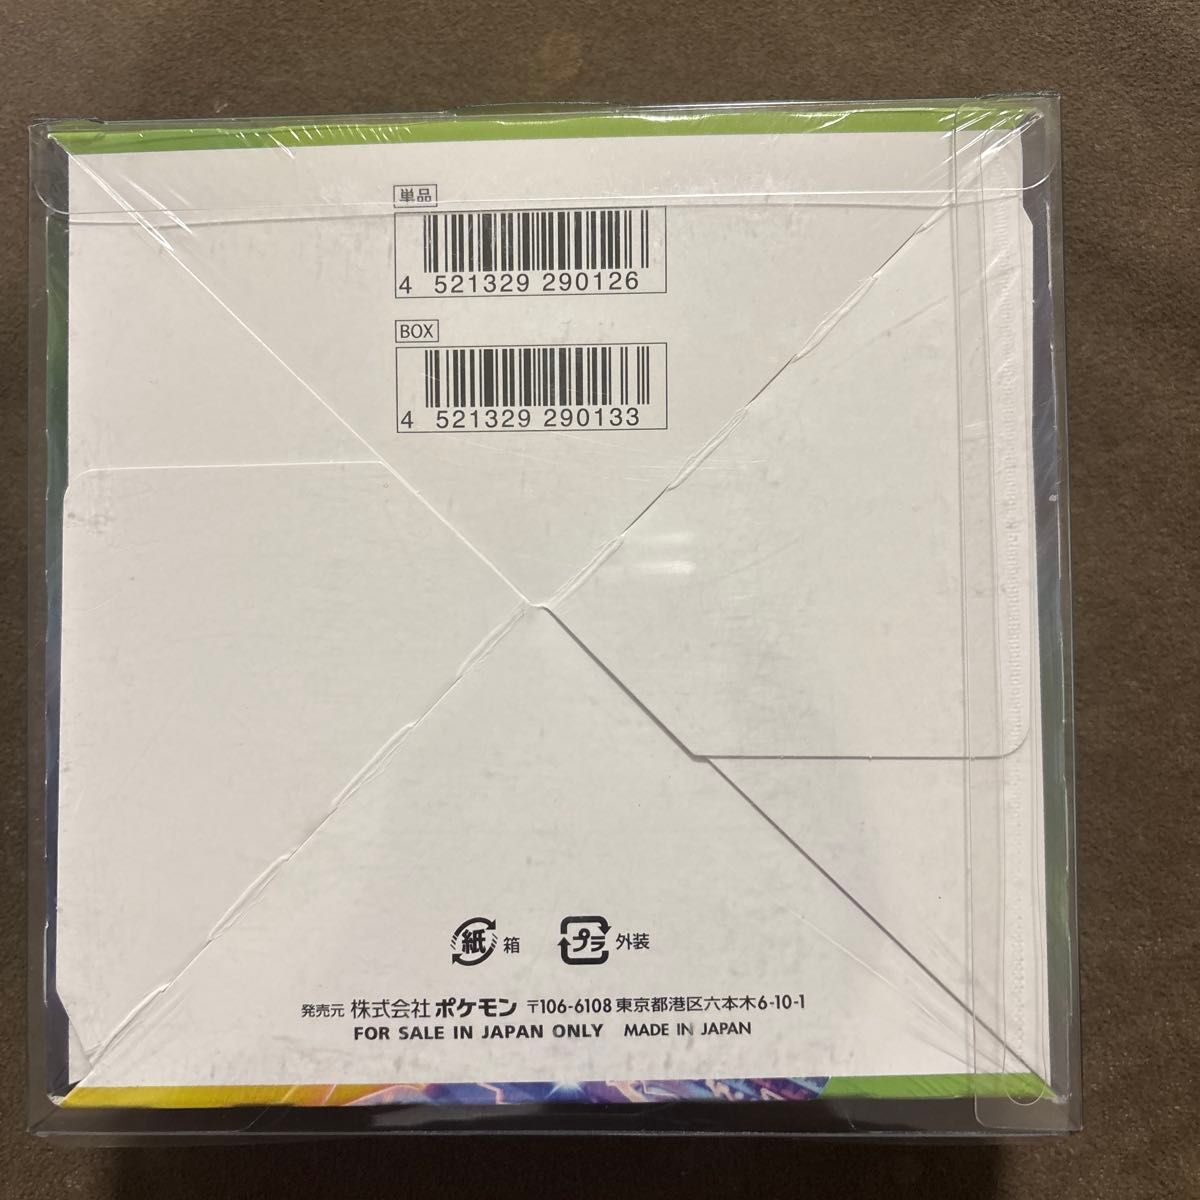 単品
4 521329 290126
BOX
4 521329 290133
紙 箱 プラ 外装
発売元 株式会社 ポケモン 〒106-6108 東京都港区六本木6-10-1
FOR SALE IN JAPAN ONLY MADE IN JAPAN